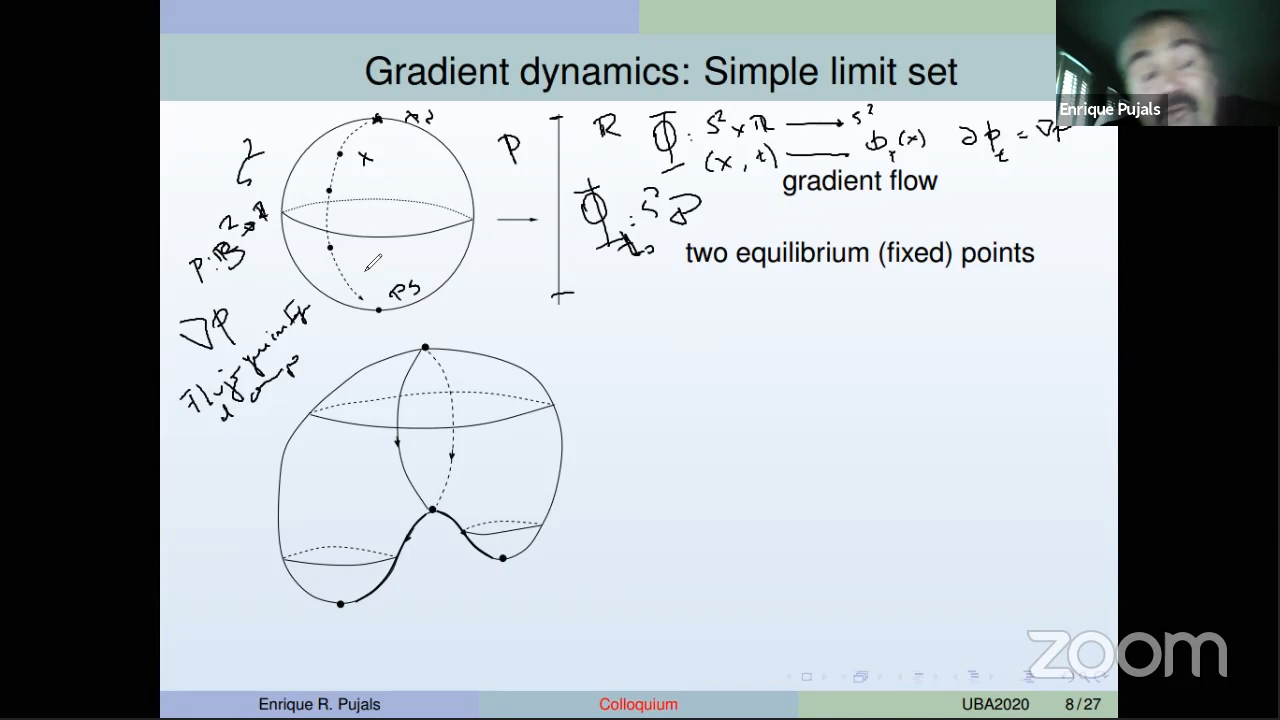 Gradient dynamics: Simple limit set
Enrique Pujals
x
P
R
Φ: S² x R → S²
(x, t)
gradient flow
two equilibrium (fixed) points
∇P
zoom
Enrique R. Pujals
Colloquium
UBA2020
8 / 27